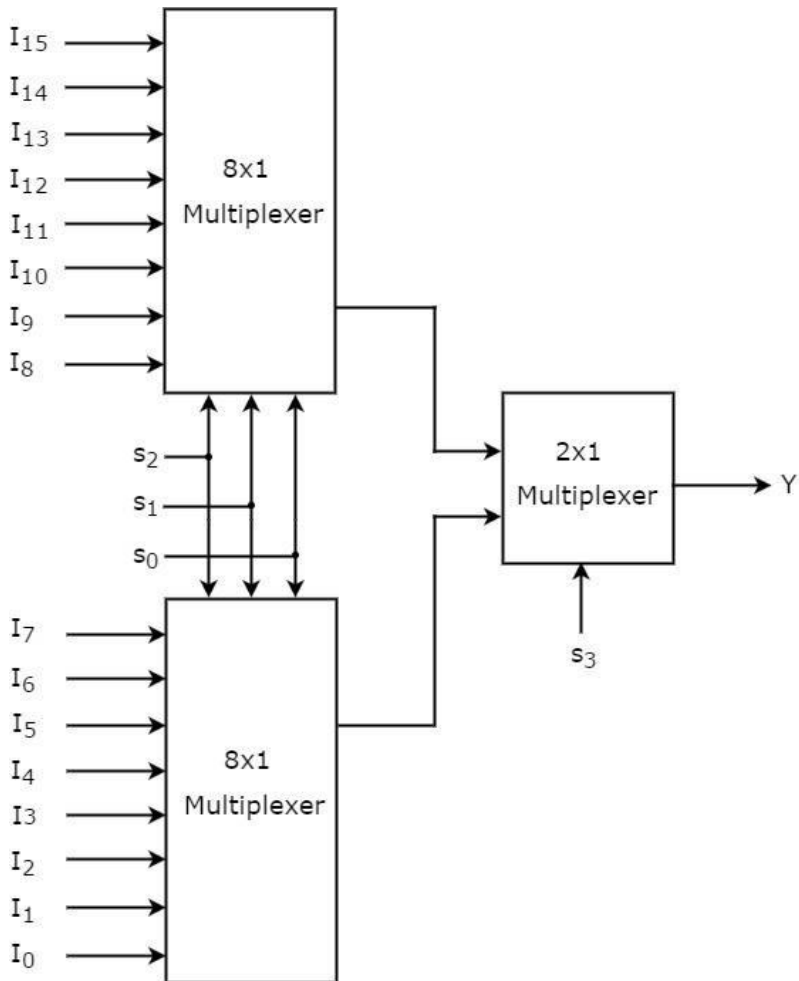 I₁₅
I₁₄
I₁₃
I₁₂
I₁₁
I₁₀
I₉
I₈
8x1
Multiplexer
s₂
s₁
s₀
2x1
Multiplexer
Y
s₃
I₇
I₆
I₅
I₄
I3
I₂
I₁
I₀
8x1
Multiplexer